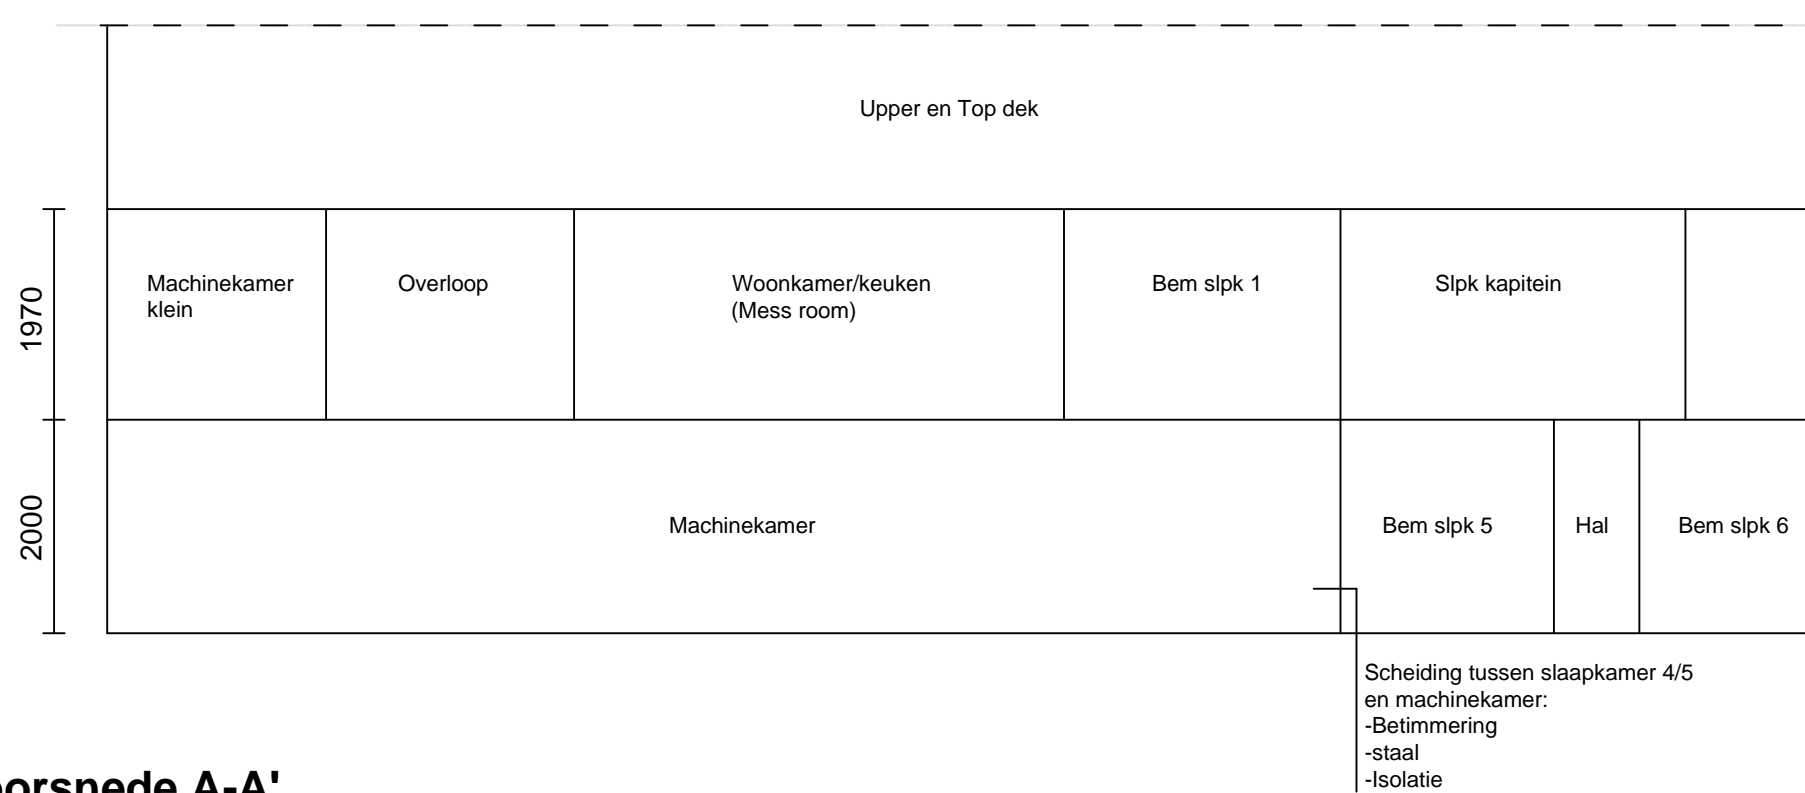 Upper en Top dek
Machinekamer
klein
Overloop
Woonkamer/keuken
(Mess room)
Bem slpk 1
Slpk kapitein
1970
Machinekamer
Bem slpk 5
Hal
Bem slpk 6
2000
Scheiding tussen slaapkamer 4/5
en machinekamer:
-Betimmering
-staal
-Isolatie
orsnede A-A'